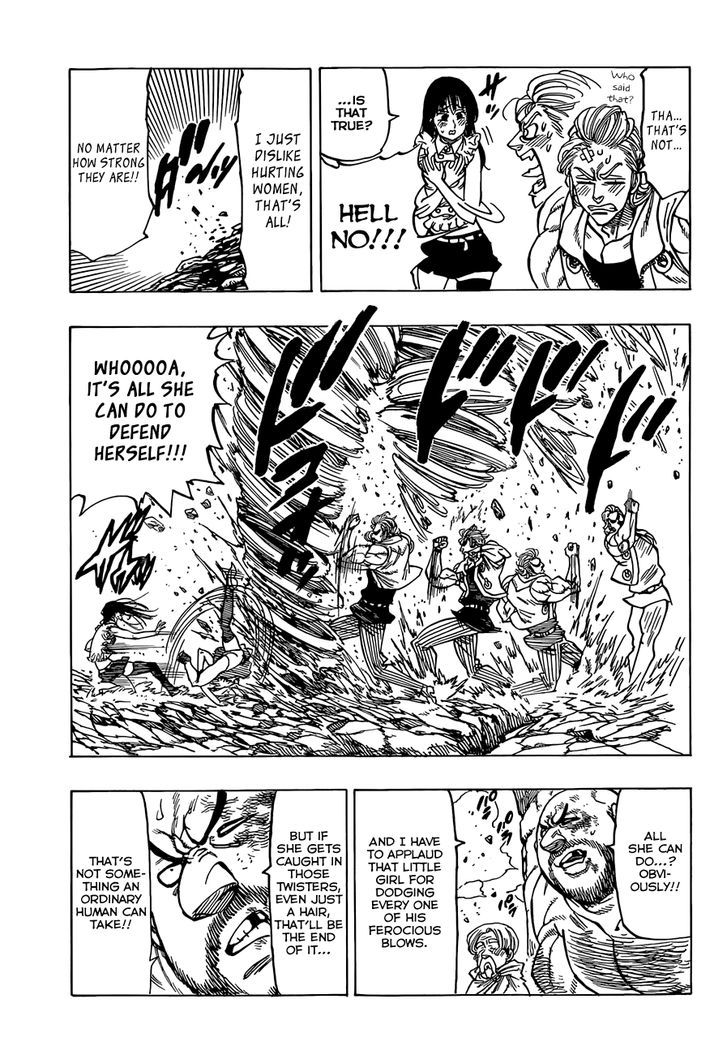 Who
said
that?
THA...
THAT'S
NOT...
...IS
THAT
TRUE?
HELL
NO!!!
I JUST
DISLIKE
HURTING
WOMEN,
THAT'S
ALL!
NO MATTER
HOW STRONG
THEY ARE!!
WHOOOOA,
IT'S ALL SHE
CAN DO TO
DEFEND
HERSELF!!!
ドドド
ALL
SHE CAN
DO...?
OBVI-
OUSLY!!
AND I HAVE
TO APPLAUD
THAT LITTLE
GIRL FOR
DODGING
EVERY ONE
OF HIS
FEROCIOUS
BLOWS.
BUT IF
SHE GETS
CAUGHT IN
THOSE
TWISTERS,
EVEN JUST
A HAIR,
THAT'LL BE
THE END
OF IT...
THAT'S
NOT SOME-
THING AN
ORDINARY
HUMAN CAN
TAKE!!